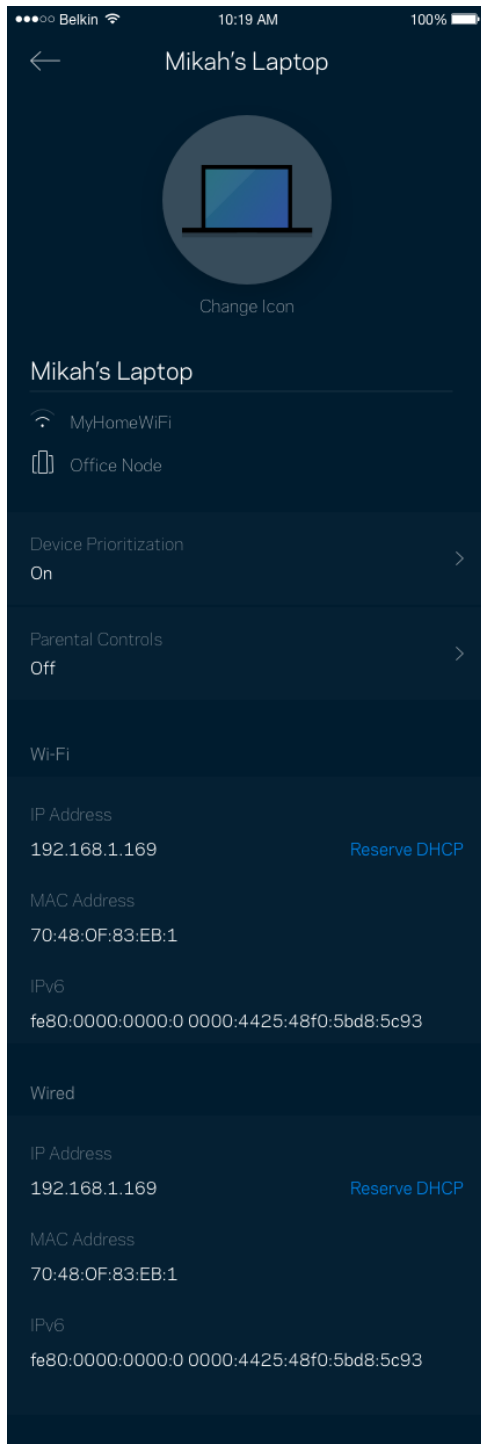 Belkin 10:19 AM 100%
Mikah's Laptop
Change Icon
Mikah's Laptop
MyHomeWiFi
Office Node
Device Prioritization
On
Parental Controls
Off
Wi-Fi
IP Address
192.168.1.169 Reserve DHCP
MAC Address
70:48:0F:83:EB:1
IPv6
fe80:0000:0000:0 0000:4425:48f0:5bd8:5c93
Wired
IP Address
192.168.1.169 Reserve DHCP
MAC Address
70:48:0F:83:EB:1
IPv6
fe80:0000:0000:0 0000:4425:48f0:5bd8:5c93